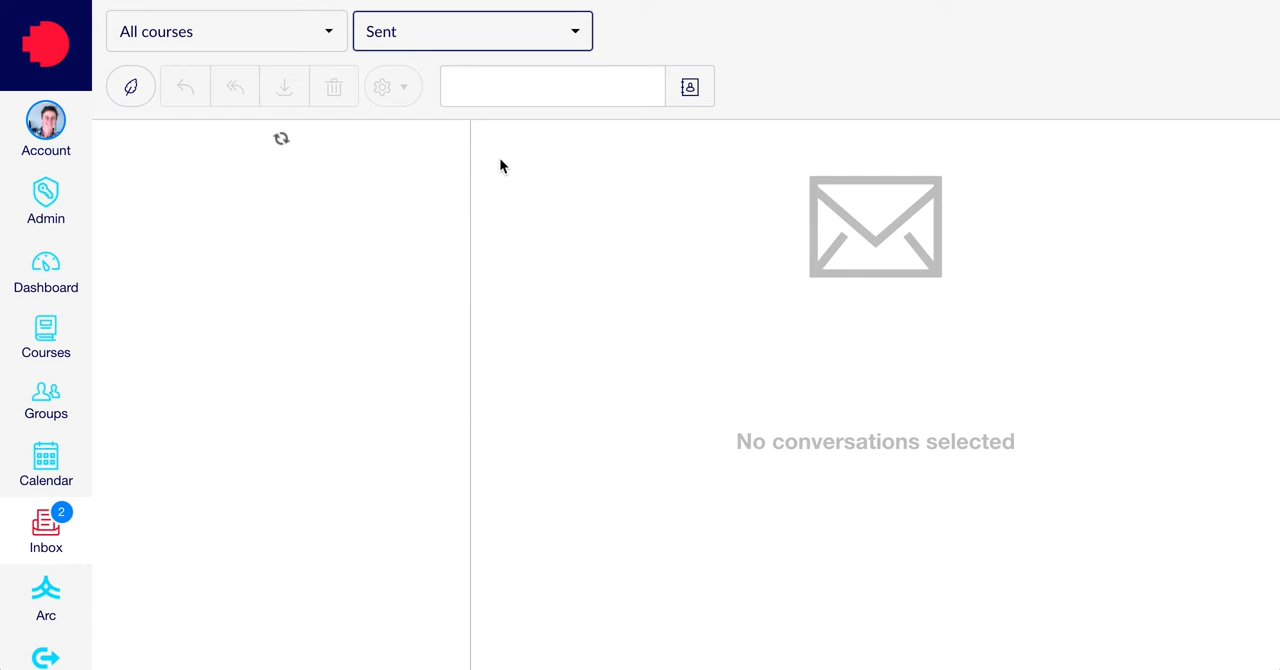 All courses
Sent
Account
Admin
Dashboard
Courses
Groups
Calendar
2
Inbox
Arc
No conversations selected